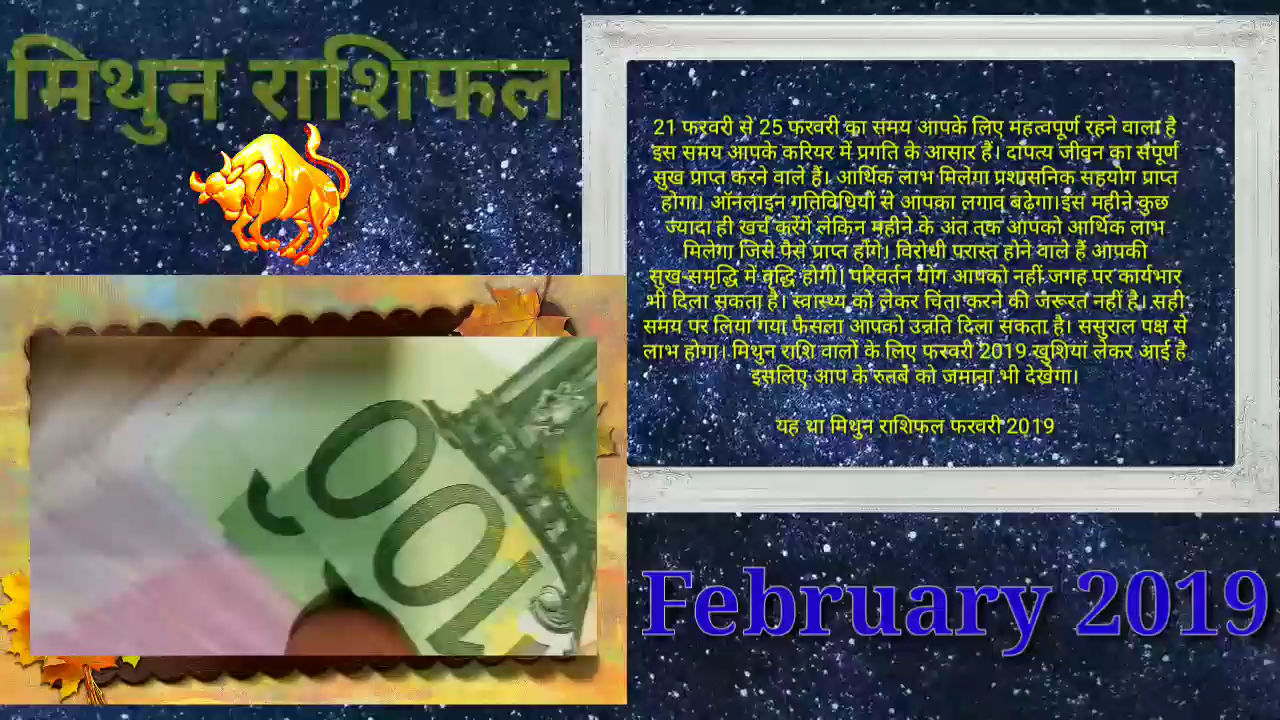 मिथुन राशिफल
21 फरवरी से 25 फरवरी का समय आपके लिए महत्वपूर्ण रहने वाला है
इस समय आपके करियर में प्रगति के आसार हैं। दांपत्य जीवन का संपूर्ण
सुख प्राप्त करने वाले हैं। आर्थिक लाभ मिलेगा प्रशासनिक सहयोग प्राप्त
होगा। ऑनलाइन गतिविधियों से आपका लगाव बढ़ेगा।इस महीने कुछ
ज्यादा ही खर्च करेंगे लेकिन महीने के अंत तक आपको आर्थिक लाभ
मिलेगा जिसे पैसे प्राप्त होंगे। विरोधी परास्त होने वाले हैं आपकी
सुख-समृद्धि में वृद्धि होगी। परिवर्तन योग आपको नहीं जगह पर कार्यभार
भी दिला सकता है। स्वास्थ्य को लेकर चिंता करने की जरूरत नहीं है। सही
समय पर लिया गया फैसला आपको उन्नति दिला सकता है। ससुराल पक्ष से
लाभ होगा। मिथुन राशि वालों के लिए फरवरी 2019 खुशियां लेकर आई है
इसलिए आप के रुतबे को जमाना भी देखेगा।
यह था मिथुन राशिफल फरवरी 2019
100
February 2019